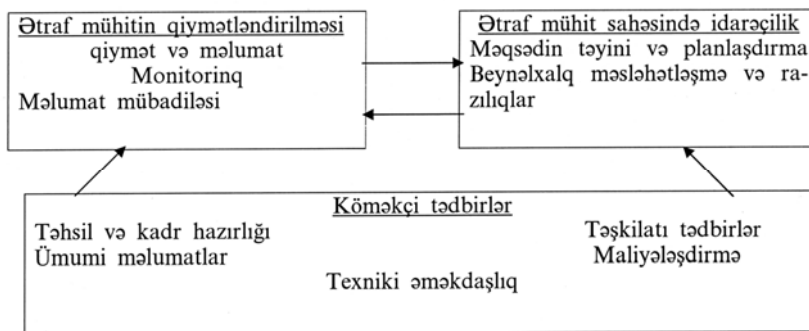 Ətraf mühitin qiymətləndirilməsi
qiymət və məlumat
Monitorinq
Məlumat mübadiləsi
Ətraf mühit sahəsində idarəçilik
Məqsədin təyini və planlaşdırma
Beynəlxalq məsləhətləşmə və ra-
zılıqlar
Köməkçi tədbirlər
Təhsil və kadr hazırlığı
Ümumi məlumatlar
Texniki əməkdaşlıq
Təşkilatı tədbirlər
Maliyələşdirmə